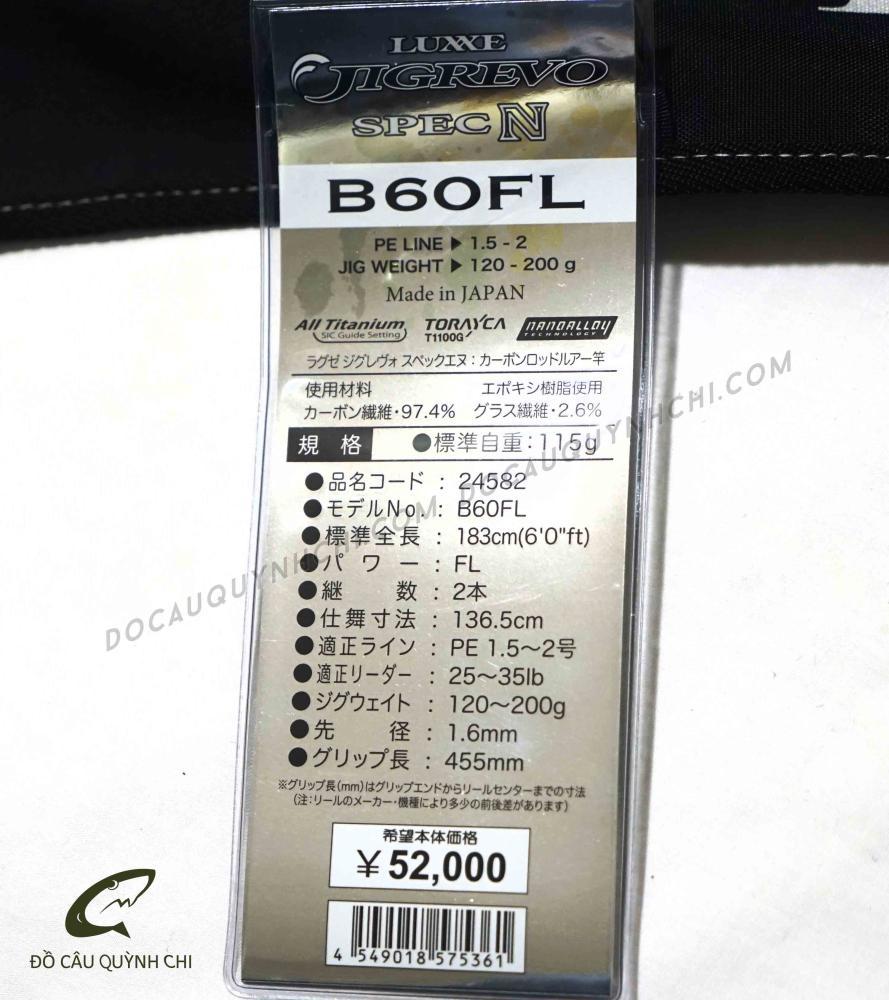 LUXXE
JIGREVO
SPEC N
B60FL
PE LINE ▶ 1.5 - 2
JIG WEIGHT ▶ 120 - 200 g
Made in JAPAN
All Titanium TORAYCA NANOALLOY
SiC Guide Setting T1100G TECHNOLOGY
ラグゼ ジグレヴォ スペックエヌ：カーボンロッドルアー竿
使用材料 エポキシ樹脂使用
カーボン繊維・97.4% グラス繊維・2.6%
規 格 ●標準自重：115g
●品名コード : 24582
●モデルNo. : B60FL
●標準全長 : 183cm(6'0"ft)
●パ ワ ー : FL
●継 数 : 2本
●仕舞寸法 : 136.5cm
●適正ライン : PE 1.5〜2号
●適正リーダー : 25〜35lb
●ジグウェイト : 120〜200g
●先 径 : 1.6mm
●グリップ長 : 455mm
※グリップ長(mm)はグリップエンドからリールセンターまでの寸法
(注：リールのメーカー・機種により多少の前後差があります)
希望本体価格
¥52,000
4 549018 575361
DOCAUQUYNHCHI.COM DOCAUQUYNHCHI.COM
ĐỒ CÂU QUỲNH CHI